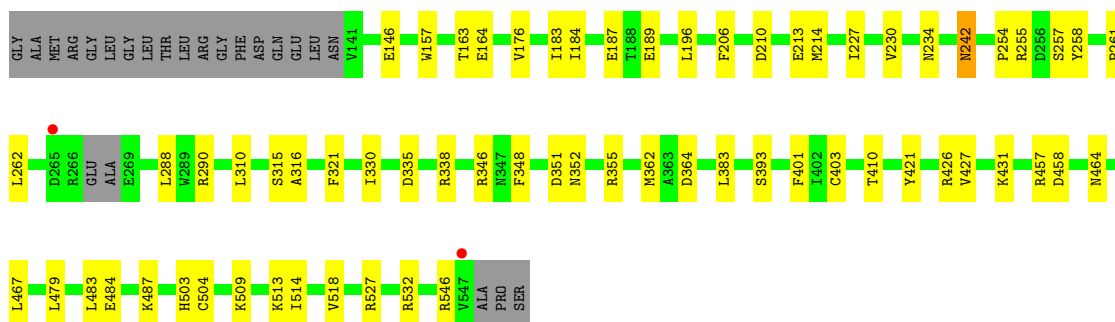 GLY ALA MET ARG GLY LEU GLY LEU THR LEU ARG GLY PHE ASP GLN GLU LEU ASN V141 E146 W157 T163 E164 V176 I183 I184 E187 T188 E189 L196 F206 D210 E213 M214 I227 V230 N234 N242 P254 R255 D256 S257 Y258
L262 D265 R266 GLU ALA E269 L288 W289 R290 L310 S315 A316 F321 I330 D335 R338 R346 N347 F348 D351 N352 R355 M362 A363 D364 L383 S393 F401 I402 C403 T410 Y421 R426 V427 K431 R457 D458 N464
L467 L479 L483 E484 K487 H503 C504 K509 K513 I514 V518 R527 R532 R546 V547 ALA PRO SER